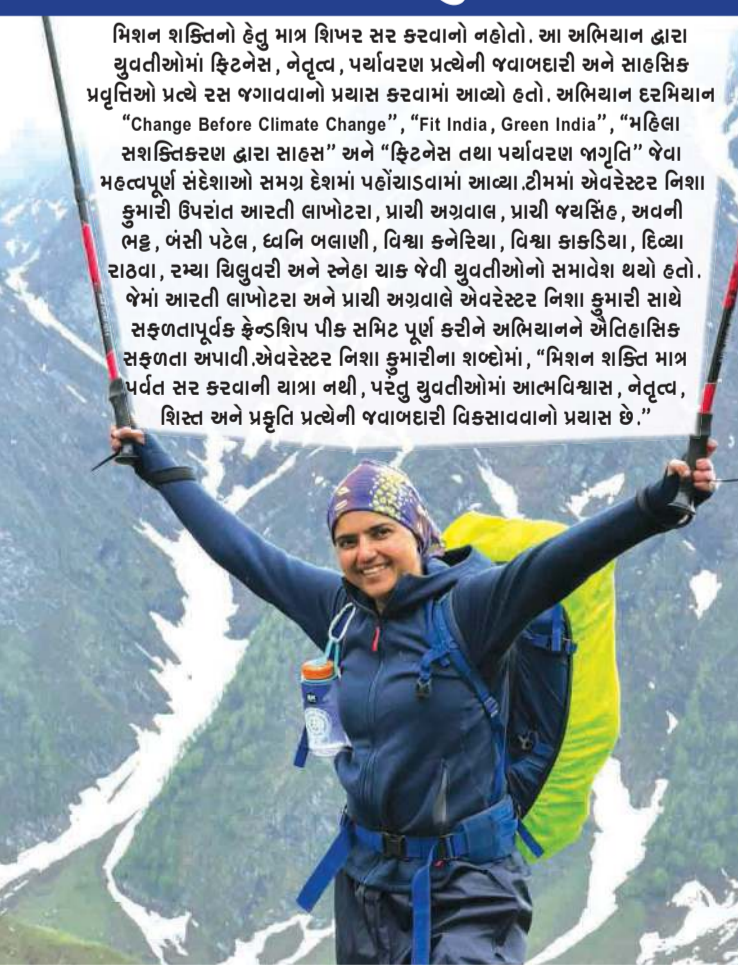 મિશન શક્તિનો હેતુ માત્ર શિખર સર કરવાનો નહોતો. આ અભિયાન દ્વારા
યુવતીઓમાં ફિટનેસ, નેતૃત્વ, પર્યાવરણ પ્રત્યેની જવાબદારી અને સાહસિક
પ્રવૃત્તિઓ પ્રત્યે રસ જગાવવાનો પ્રયાસ કરવામાં આવ્યો હતો. અભિયાન દરમિયાન
“Change Before Climate Change”, “Fit India, Green India”, “મહિલા
સશક્તિકરણ દ્વારા સાહસ” અને “ફિટનેસ તથા પર્યાવરણ જાગૃતિ” જેવા
મહત્વપૂર્ણ સંદેશાઓ સમગ્ર દેશમાં પહોંચાડવામાં આવ્યા.ટીમમાં એવરેસ્ટર નિશા
કુમારી ઉપરાંત આરતી લાખોટરા, પ્રાચી અગ્રવાલ, પ્રાચી જયસિંહ, અવની
ભટ્ટ, બંસી પટેલ, ધ્વનિ બલાણી, વિશ્વા કનેરિયા, વિશ્વા કાકડિયા, દિવ્યા
રાઠવા, રમ્યા ચિલુવરી અને સ્નેહા ચાક જેવી યુવતીઓનો સમાવેશ થયો હતો.
જેમાં આરતી લાખોટરા અને પ્રાચી અગ્રવાલે એવરેસ્ટર નિશા કુમારી સાથે
સફળતાપૂર્વક ફ્રેન્ડશિપ પીક સમિટ પૂર્ણ કરીને અભિયાનને ઐતિહાસિક
સફળતા અપાવી.એવરેસ્ટર નિશા કુમારીના શબ્દોમાં, “મિશન શક્તિ માત્ર
પર્વત સર કરવાની યાત્રા નથી, પરંતુ યુવતીઓમાં આત્મવિશ્વાસ, નેતૃત્વ,
શિસ્ત અને પ્રકૃતિ પ્રત્યેની જવાબદારી વિકસાવવાનો પ્રયાસ છે.”